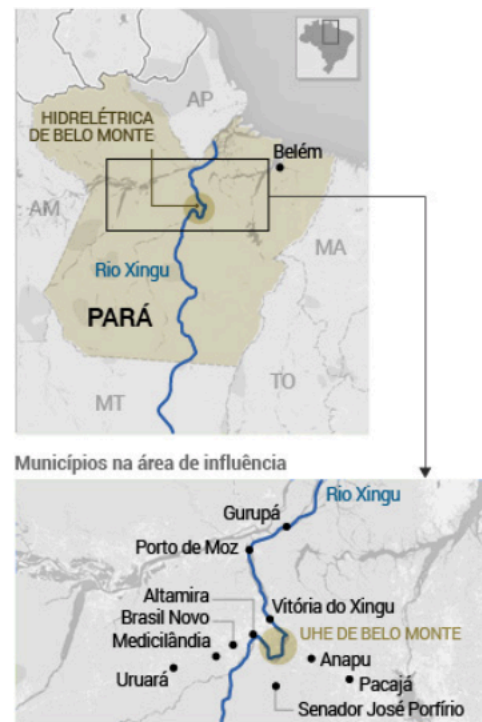 AP
HIDRELÉTRICA
DE BELO MONTE
Belém
AM
MA
Rio Xingu
PARÁ
TO
MT
Municípios na área de influência
Rio Xingu
Gurupá
Porto de Moz
Altamira
Vitória do Xingu
Brasil Novo
UHE DE BELO MONTE
Medicilândia
Anapu
Uruará
Pacajá
Senador José Porfírio